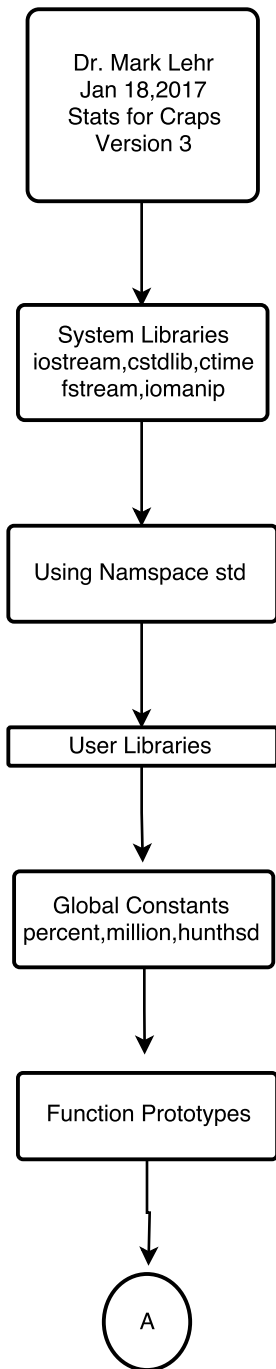 Dr. Mark Lehr
Jan 18,2017
Stats for Craps
Version 3
System Libraries
iostream,cstdlib,ctime
fstream,iomanip
Using Namspace std
User Libraries
Global Constants
percent,million,hunthsd
Function Prototypes
A